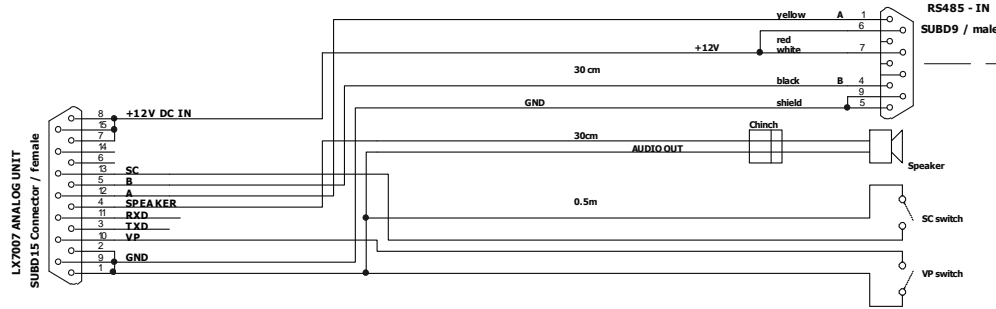 RS485 - IN
SUBD9 / male
yellow A 1
6
red
+12V white 7
30 cm
black B 4
9
GND shield 5
LX7007 ANALOG UNIT
SUBD15 Connector / female
8 +12V DC IN
15
7
14
6
13 SC
5 B
12 A
4 SPEAKER
11 RXD
3 TXD
10 VP
2
9 GND
1
Chinch
30cm
AUDIO OUT
Speaker
0.5m
SC switch
VP switch